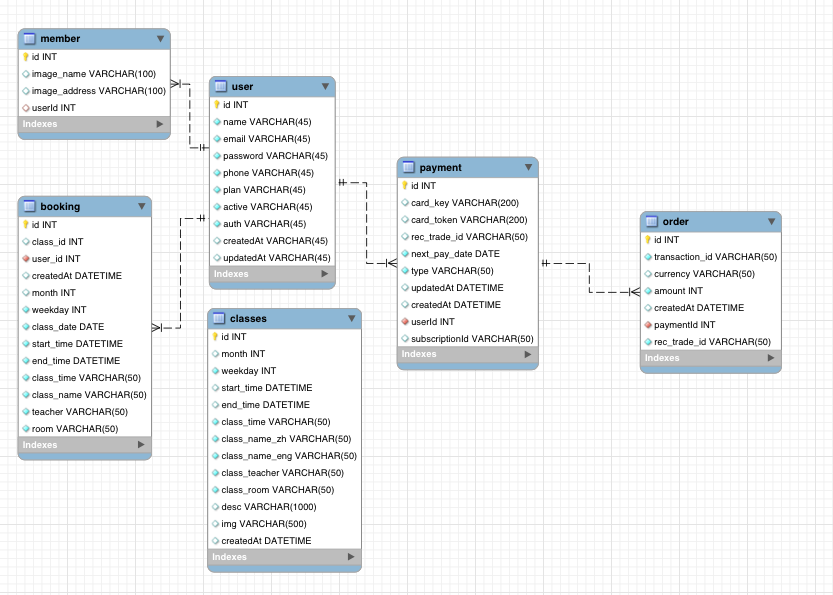 member
id INT
image_name VARCHAR(100)
image_address VARCHAR(100)
userId INT
Indexes
user
id INT
name VARCHAR(45)
email VARCHAR(45)
password VARCHAR(45)
phone VARCHAR(45)
plan VARCHAR(45)
active VARCHAR(45)
auth VARCHAR(45)
createdAt VARCHAR(45)
updatedAt VARCHAR(45)
Indexes
booking
id INT
class_id INT
user_id INT
createdAt DATETIME
month INT
weekday INT
class_date DATE
start_time DATETIME
end_time DATETIME
class_time VARCHAR(50)
class_name VARCHAR(50)
teacher VARCHAR(50)
room VARCHAR(50)
Indexes
classes
id INT
month INT
weekday INT
start_time DATETIME
end_time DATETIME
class_time VARCHAR(50)
class_name_zh VARCHAR(50)
class_name_eng VARCHAR(50)
class_teacher VARCHAR(50)
class_room VARCHAR(50)
desc VARCHAR(1000)
img VARCHAR(500)
createdAt DATETIME
Indexes
payment
id INT
card_key VARCHAR(200)
card_token VARCHAR(200)
rec_trade_id VARCHAR(50)
next_pay_date DATE
type VARCHAR(50)
updatedAt DATETIME
createdAt DATETIME
userId INT
subscriptionId VARCHAR(50)
Indexes
order
id INT
transaction_id VARCHAR(50)
currency VARCHAR(50)
amount INT
createdAt DATETIME
paymentId INT
rec_trade_id VARCHAR(50)
Indexes